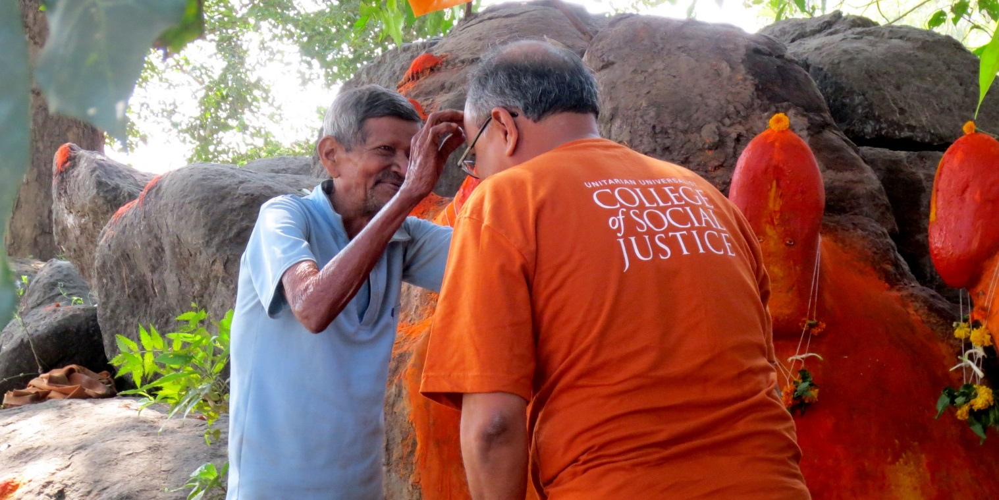 UNITARIAN UNIVERSALIST
COLLEGE
of SOCIAL
JUSTICE